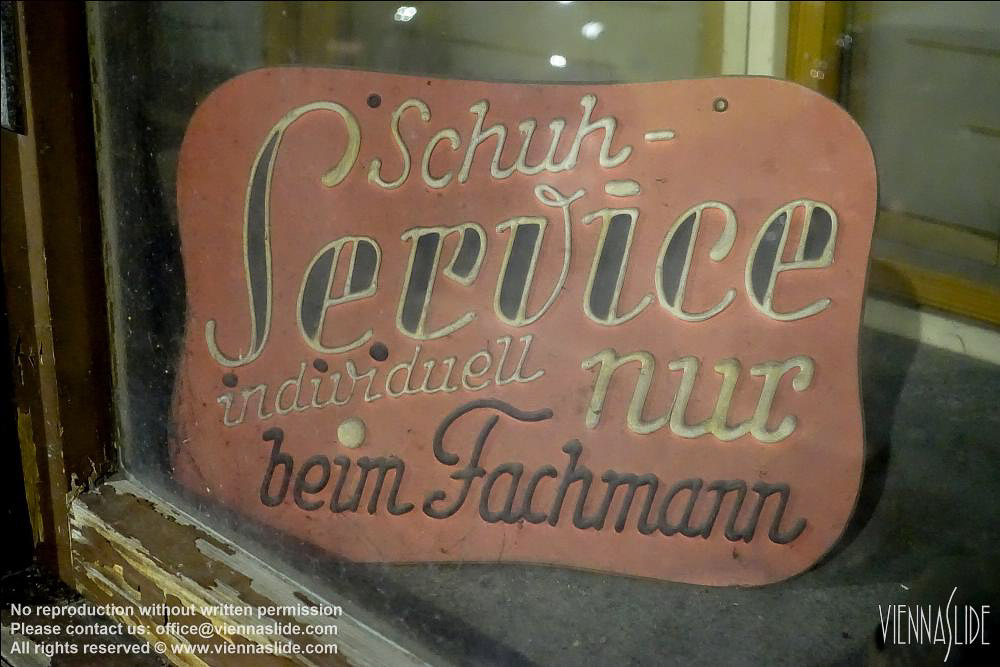 Schuh-
Service
individuell nur
beim Fachmann
No reproduction without written permission
Please contact us: office@viennaslide.com
All rights reserved © www.viennaslide.com
VIENNASLIDE